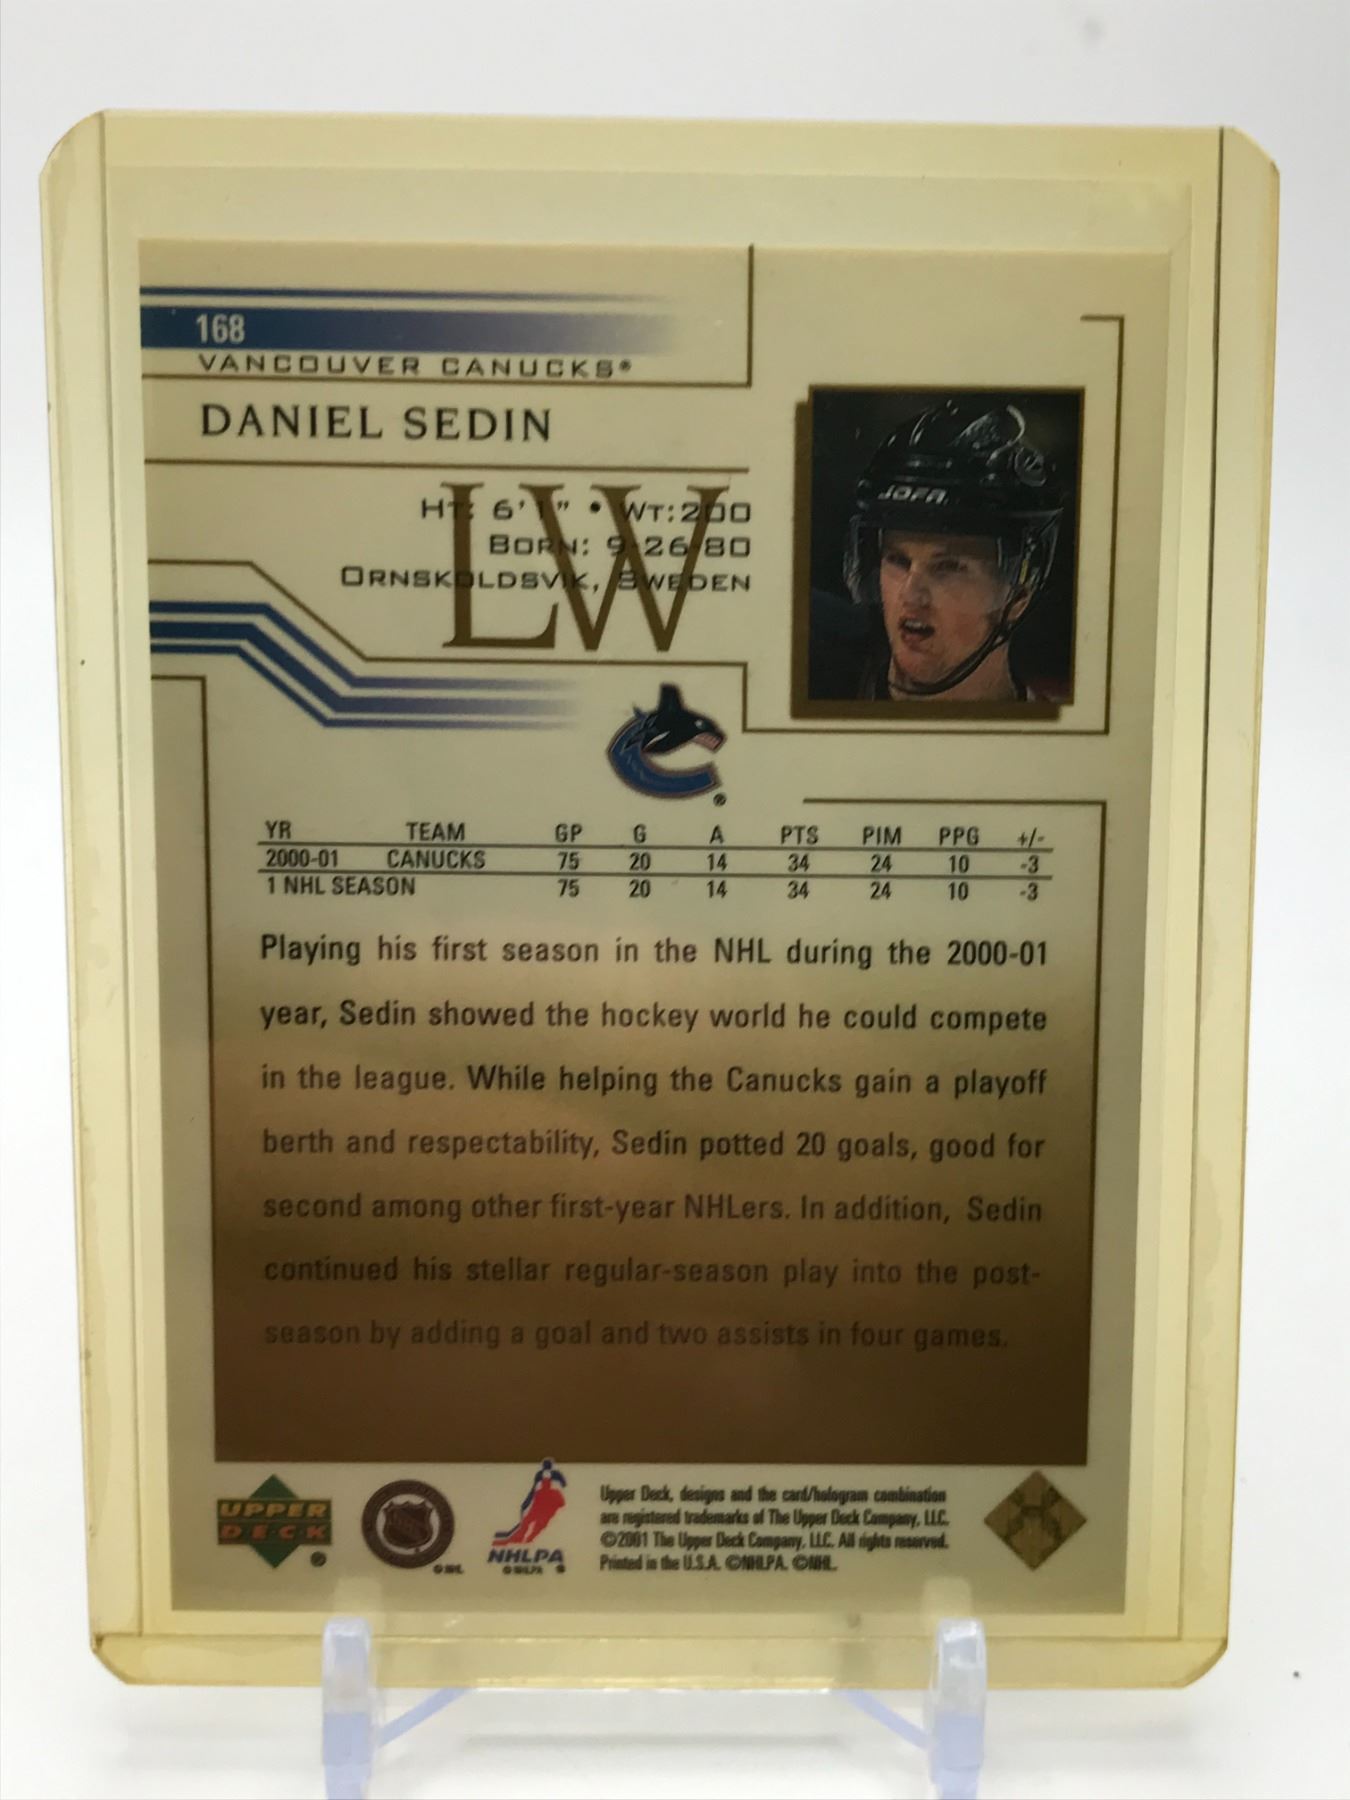 168
VANCOUVER CANUCKS®
DANIEL SEDIN
LW
HT: 6'1" • WT:200
BORN: 9-26-80
ORNSKOLDSVIK, SWEDEN
JOFA
®
YR TEAM GP G A PTS PIM PPG +/-
2000-01 CANUCKS 75 20 14 34 24 10 -3
1 NHL SEASON 75 20 14 34 24 10 -3
Playing his first season in the NHL during the 2000-01
year, Sedin showed the hockey world he could compete
in the league. While helping the Canucks gain a playoff
berth and respectability, Sedin potted 20 goals, good for
second among other first-year NHLers. In addition, Sedin
continued his stellar regular-season play into the post-
season by adding a goal and two assists in four games.
UPPER
DECK
®
NHL
© NHL
NHLPA
© NHLPA ®
Upper Deck, designs and the card/hologram combination
are registered trademarks of The Upper Deck Company, LLC.
©2001 The Upper Deck Company, LLC. All rights reserved.
Printed in the U.S.A. ©NHLPA. ©NHL.